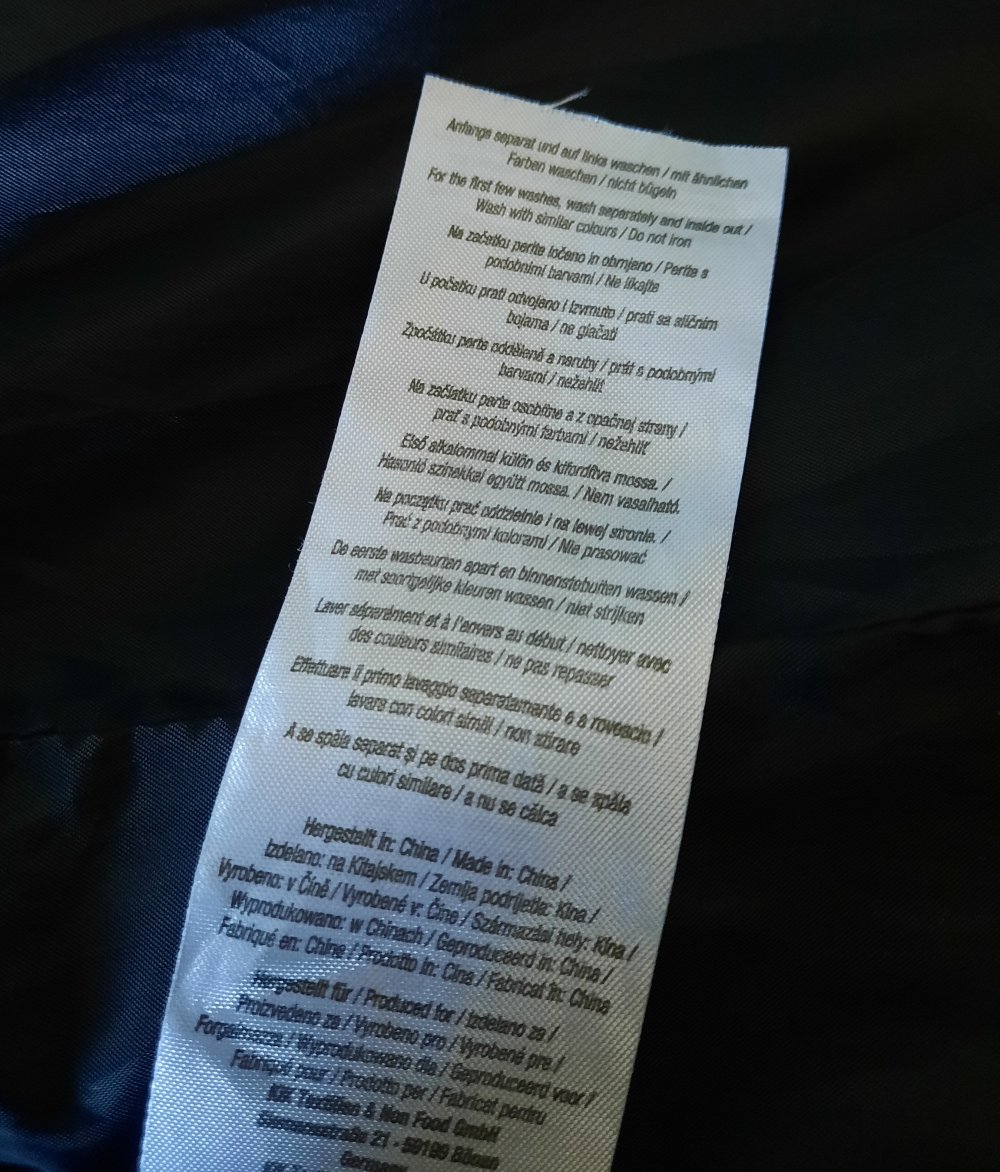 Anfangs separat und auf links waschen / mit ähnlichen
Farben waschen / nicht bügeln
For the first few washes, wash separately and inside out /
Wash with similar colours / Do not iron
Na začetku perite ločeno in obrnjeno / Perite s
podobnimi barvami / Ne likajte
U početku prati odvojeno i izvrnuto / prati sa sličnim
bojama / ne glačati
Zpočátku perte odděleně a naruby / prát s podobnými
barvami / nežehlit
Na začiatku perte osobitne a z opačnej strany /
prať s podobnými farbami / nežehliť
Első alkalommal külön és kifordítva mossa. /
Hasonló színekkel együtt mossa. / Nem vasalható.
Na początku prać oddzielnie i na lewej stronie. /
Prać z podobnymi kolorami / Nie prasować
De eerste wasbeurten apart en binnenstebuiten wassen /
met soortgelijke kleuren wassen / niet strijken
Laver séparément et à l'envers au début / nettoyer avec
des couleurs similaires / ne pas repasser
Effettuare il primo lavaggio separatamente e a rovescio /
lavare con colori simili / non stirare
A se spăla separat și pe dos prima dată / a se spăla
cu culori similare / a nu se călca
Hergestellt in: China / Made in: China /
Izdelano: na Kitajskem / Zemlja podrijetla: Kina /
Vyrobeno: v Číně / Vyrobené v: Číne / Származási hely: Kína /
Wyprodukowano: w Chinach / Geproduceerd in: China /
Fabriqué en: Chine / Prodotto in: Cina / Fabricat în: China
Hergestellt für / Produced for / Izdelano za /
Proizvedeno za / Vyrobeno pro / Vyrobené pre /
Forgalmazza / Wyprodukowano dla / Geproduceerd voor /
Fabriqué pour / Prodotto per / Fabricat pentru
KiK Textilien & Non Food GmbH
Siemensstraße 21 - 59199 Bönen
Germany
KiK Textilien